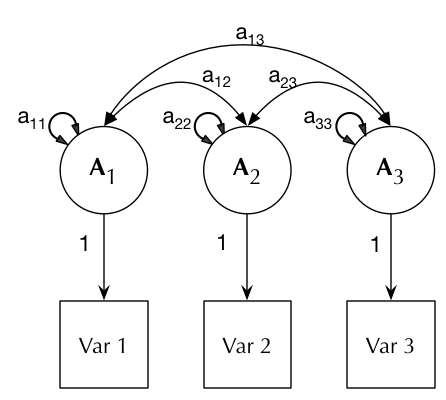 a₁₃
a₁₂ a₂₃
a₁₁ a₂₂ a₃₃
A₁ A₂ A₃
1 1 1
Var 1 Var 2 Var 3